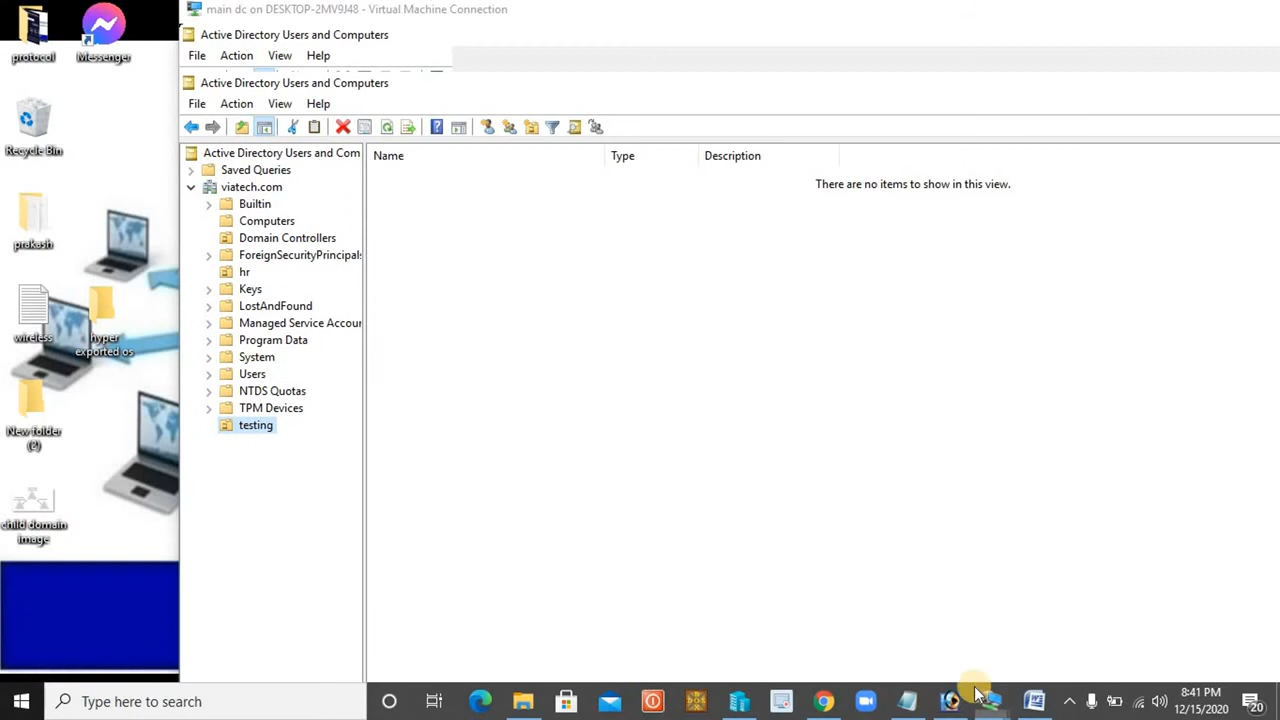 main dc on DESKTOP-2MV9J48 - Virtual Machine Connection
Active Directory Users and Computers
File Action View Help
Active Directory Users and Computers
File Action View Help
Active Directory Users and Com
Saved Queries
viatech.com
Builtin
Computers
Domain Controllers
ForeignSecurityPrincipals
hr
Keys
LostAndFound
Managed Service Accour
Program Data
System
Users
NTDS Quotas
TPM Devices
testing
Name Type Description
There are no items to show in this view.
protocol
Messenger
Recycle Bin
prakash
wireless
hyper
exported os
New folder
(2)
child domain
image
Type here to search
8:41 PM
12/15/2020
20